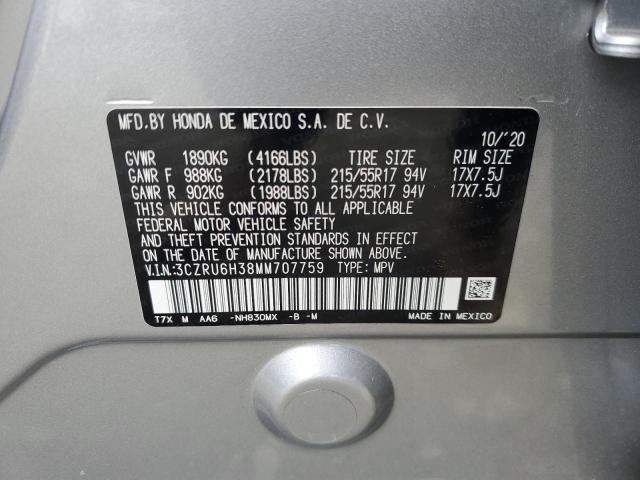 MFD.BY HONDA DE MEXICO S.A. DE C.V.
10/'20
GVWR 1890KG (4166LBS) TIRE SIZE RIM SIZE
GAWR F 988KG (2178LBS) 215/55R17 94V 17X7.5J
GAWR R 902KG (1988LBS) 215/55R17 94V 17X7.5J
THIS VEHICLE CONFORMS TO ALL APPLICABLE
FEDERAL MOTOR VEHICLE SAFETY
AND THEFT PREVENTION STANDARDS IN EFFECT
ON THE DATE OF MANUFACTURE SHOWN ABOVE.
V.I.N:3CZRU6H38MM707759 TYPE: MPV
T7X M AA6 -NH830MX -B -M MADE IN MEXICO